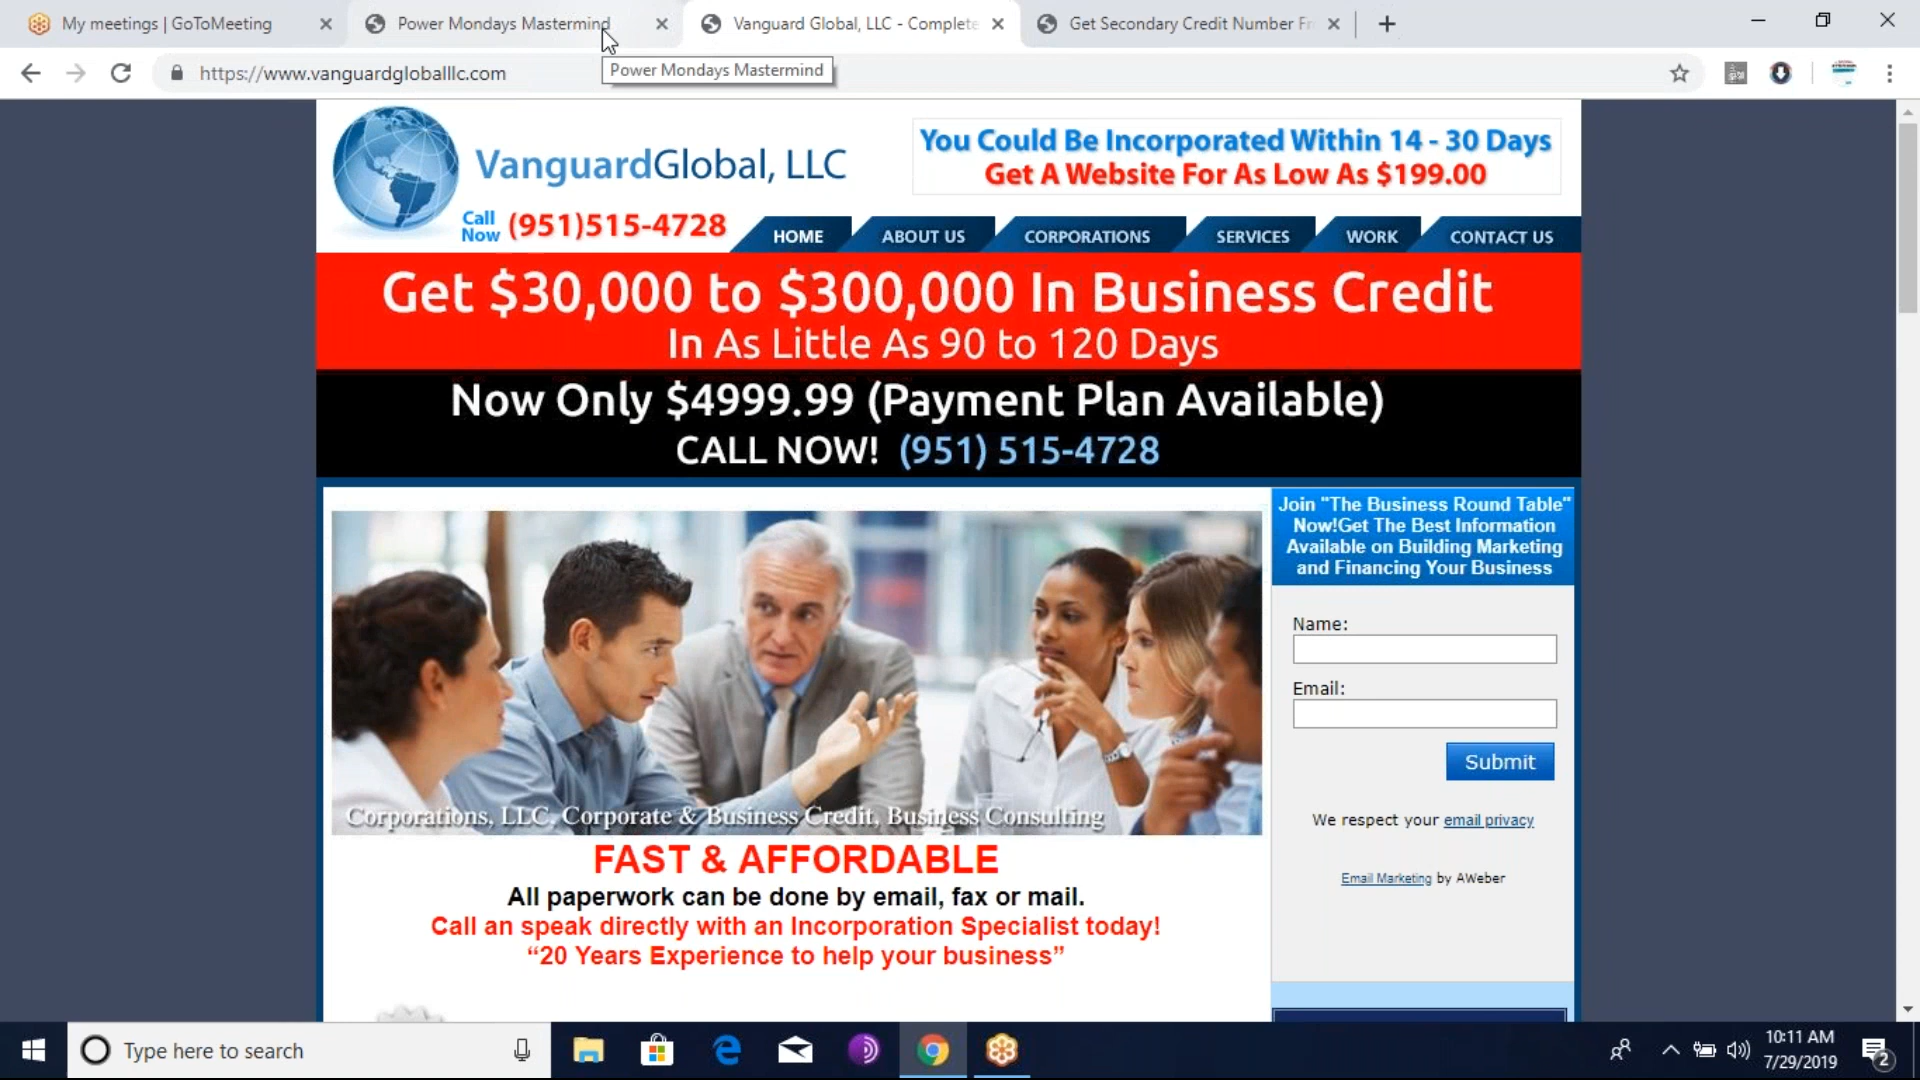 My meetings | GoToMeeting
Power Mondays Mastermind
Vanguard Global, LLC - Complete
Get Secondary Credit Number Fr
https://www.vanguardgloballlc.com
Power Mondays Mastermind
VanguardGlobal, LLC
You Could Be Incorporated Within 14 - 30 Days
Get A Website For As Low As $199.00
Call Now (951)515-4728
HOME
ABOUT US
CORPORATIONS
SERVICES
WORK
CONTACT US
Get $30,000 to $300,000 In Business Credit
In As Little As 90 to 120 Days
Now Only $4999.99 (Payment Plan Available)
CALL NOW! (951) 515-4728
Join "The Business Round Table"
Now!Get The Best Information
Available on Building Marketing
and Financing Your Business
Name:
Email:
Submit
We respect your email privacy
Email Marketing by AWeber
Corporations, LLC, Corporate & Business Credit, Business Consulting
FAST & AFFORDABLE
All paperwork can be done by email, fax or mail.
Call an speak directly with an Incorporation Specialist today!
“20 Years Experience to help your business”
Type here to search
10:11 AM
7/29/2019
2